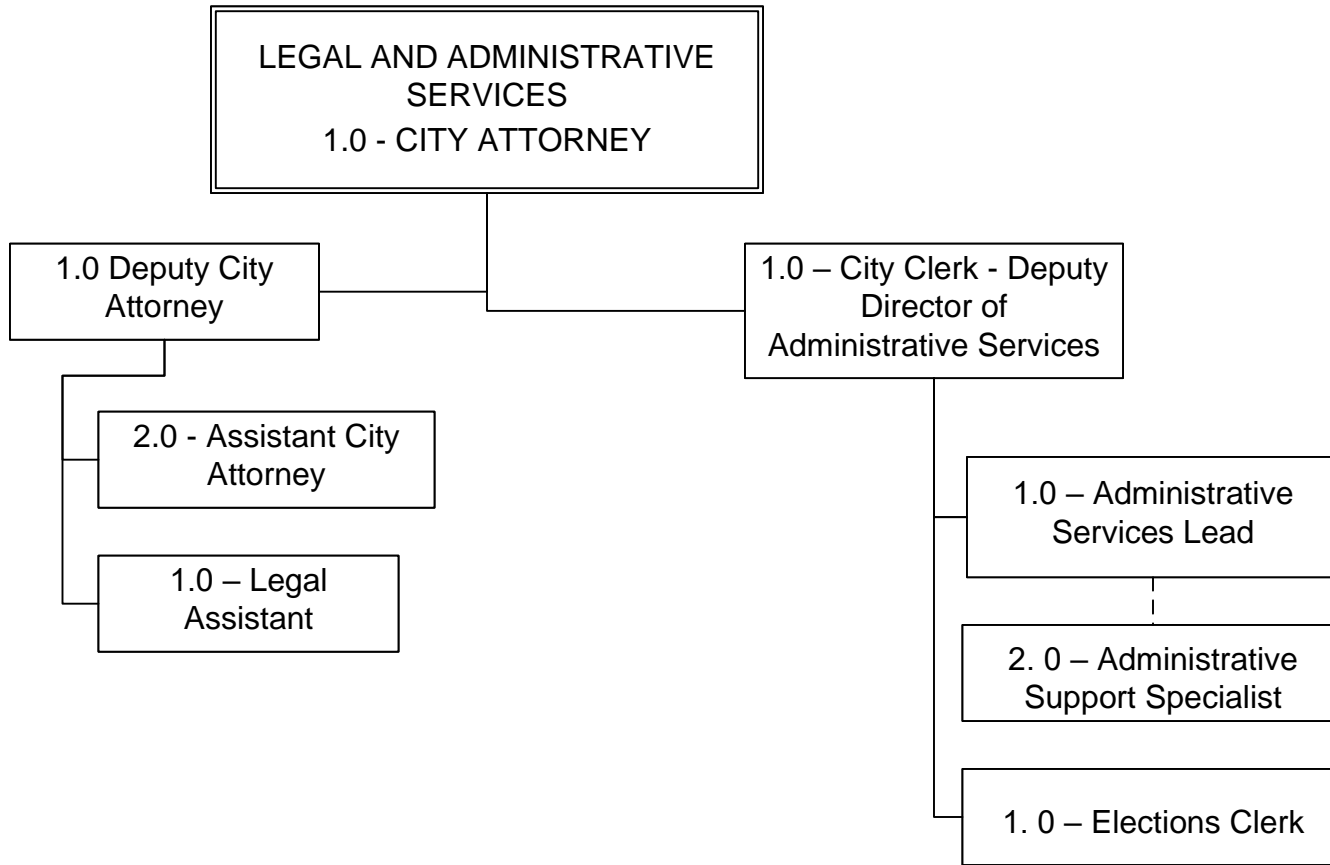 LEGAL AND ADMINISTRATIVE
SERVICES
1.0 - CITY ATTORNEY
1.0 Deputy City
Attorney
1.0 – City Clerk - Deputy
Director of
Administrative Services
2.0 - Assistant City
Attorney
1.0 – Legal
Assistant
1.0 – Administrative
Services Lead
2. 0 – Administrative
Support Specialist
1. 0 – Elections Clerk